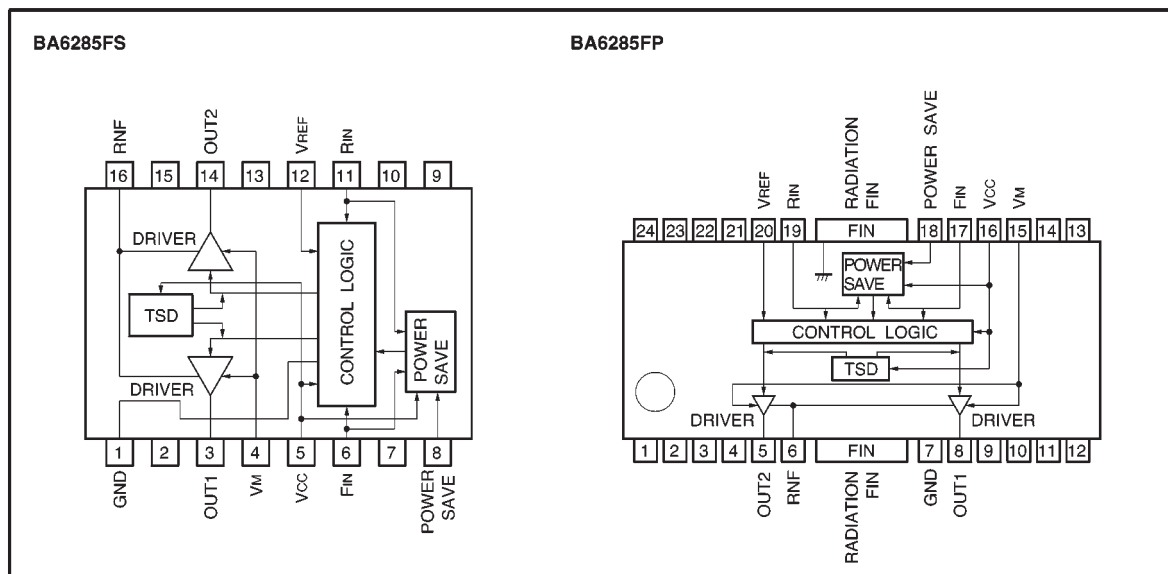 BA6285FS
RNF
OUT2
VREF
RIN
16 15 14 13 12 11 10 9
DRIVER
TSD
CONTROL LOGIC
POWER
SAVE
DRIVER
1 2 3 4 5 6 7 8
GND
OUT1
VM
VCC
FIN
POWER
SAVE
BA6285FP
VREF
RIN
RADIATION
FIN
POWER SAVE
FIN
VCC
VM
24 23 22 21 20 19 FIN 18 17 16 15 14 13
POWER
SAVE
CONTROL LOGIC
TSD
DRIVER
DRIVER
1 2 3 4 5 6 FIN 7 8 9 10 11 12
OUT2
RNF
RADIATION
FIN
GND
OUT1